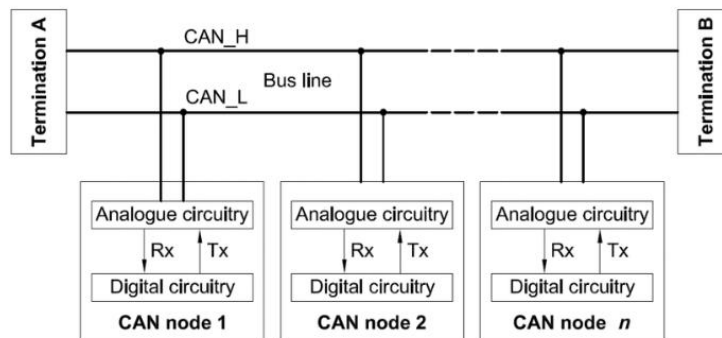 Termination A
CAN_H
Bus line
CAN_L
Termination B
Analogue circuitry
Rx
Tx
Digital circuitry
CAN node 1
Analogue circuitry
Rx
Tx
Digital circuitry
CAN node 2
Analogue circuitry
Rx
Tx
Digital circuitry
CAN node n